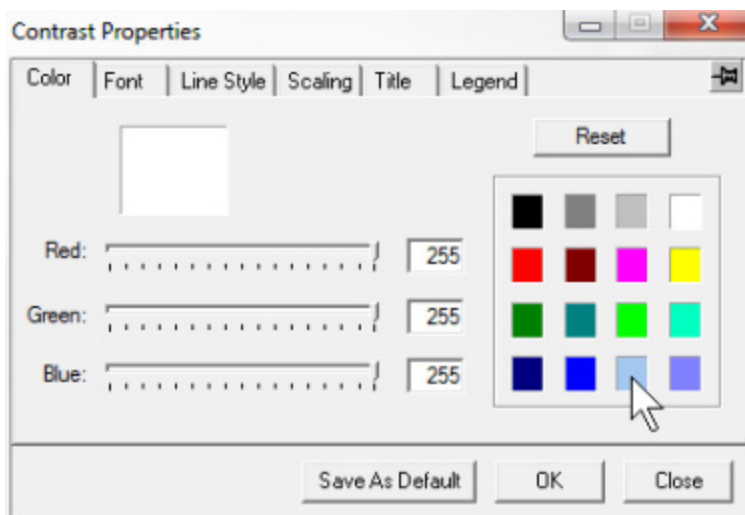 Contrast Properties
Color Font Line Style Scaling Title Legend
Reset
Red: 255
Green: 255
Blue: 255
Save As Default OK Close